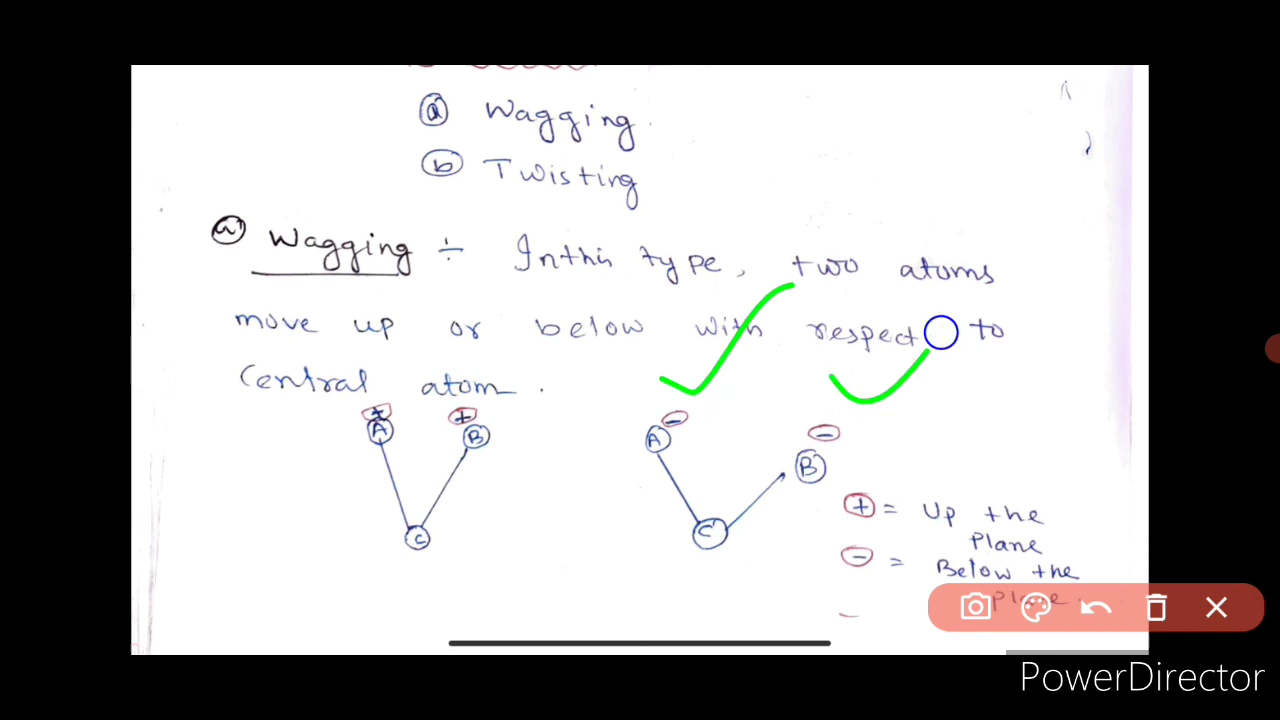 (a) Wagging
(b) Twisting
(a) Wagging ÷ In this type, two atoms
move up or below with respect to
Central atom.
+ + - -
A B A B
C C
+ = Up the
Plane
- = Below the
plane.
PowerDirector